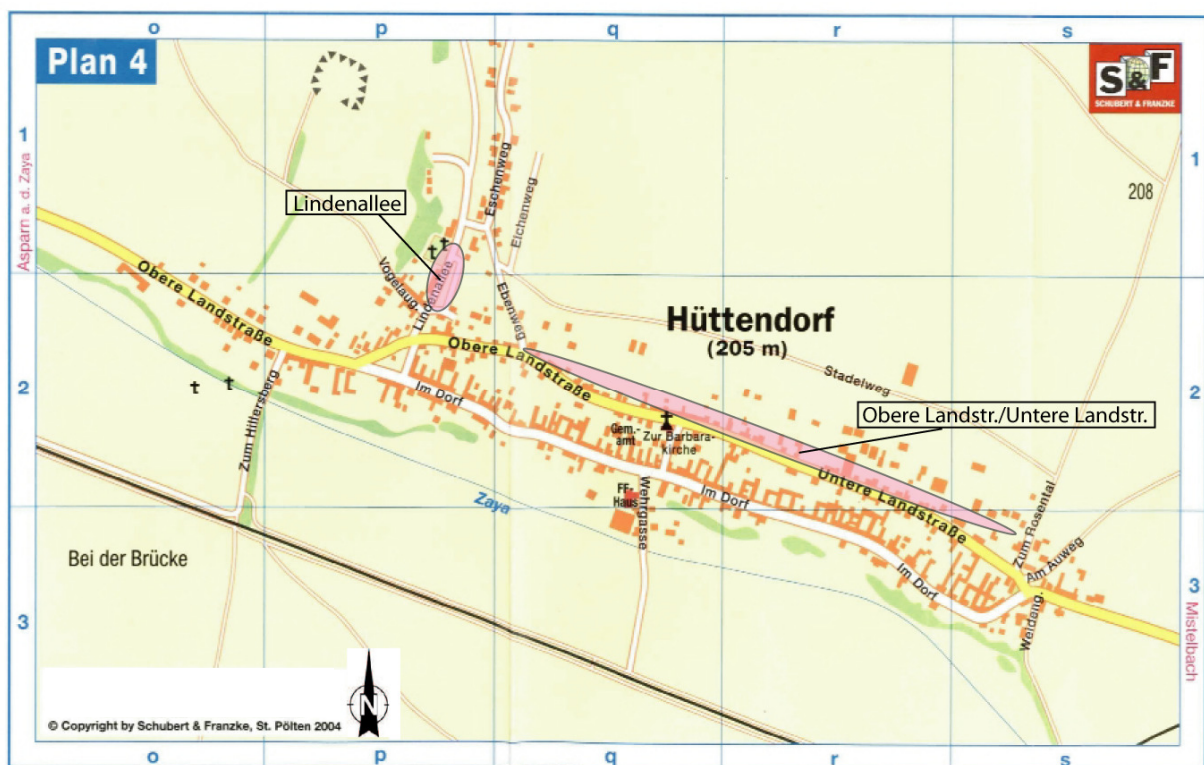 o p q r s
Plan 4
S&F
SCHUBERT & FRANZKE
1
1
Asparn a. d. Zaya
208
Eschenweg
Eichenweg
Lindenallee
Vogelaug.
Lindenallee
Ebenweg
Obere Landstraße
Hüttendorf
(205 m)
Obere Landstraße
Stadelweg
2
2
Im Dorf
Obere Landstr./Untere Landstr.
Zum Hillersberg
Gem.-
amt
Zur Barbara-
kirche
Untere Landstraße
FF-
Haus
Wehrgasse
Im Dorf
Zaya
Zum Rosental
Am Auweg
Bei der Brücke
Im Dorf
Weideng.
3
3
Mistelbach
N
© Copyright by Schubert & Franzke, St. Pölten 2004
o p q r s